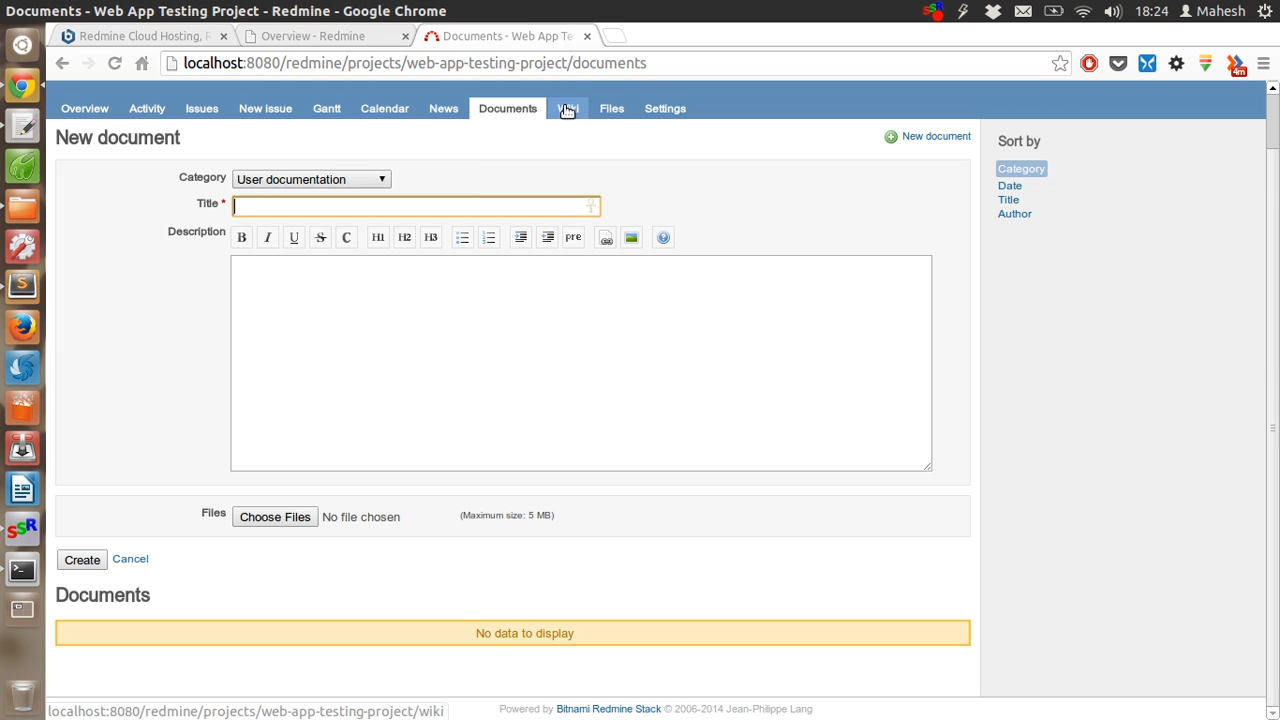 Documents - Web App Testing Project - Redmine - Google Chrome
18:24 Mahesh
Redmine Cloud Hosting, R
Overview - Redmine
Documents - Web App Te
localhost:8080/redmine/projects/web-app-testing-project/documents
4m
Overview Activity Issues New issue Gantt Calendar News Documents Wiki Files Settings
New document
New document
Category User documentation
Title *
Description B I U S C H1 H2 H3 pre
Files Choose Files No file chosen (Maximum size: 5 MB)
Create Cancel
Documents
No data to display
Sort by
Category
Date
Title
Author
Powered by Bitnami Redmine Stack © 2006-2014 Jean-Philippe Lang
localhost:8080/redmine/projects/web-app-testing-project/wiki